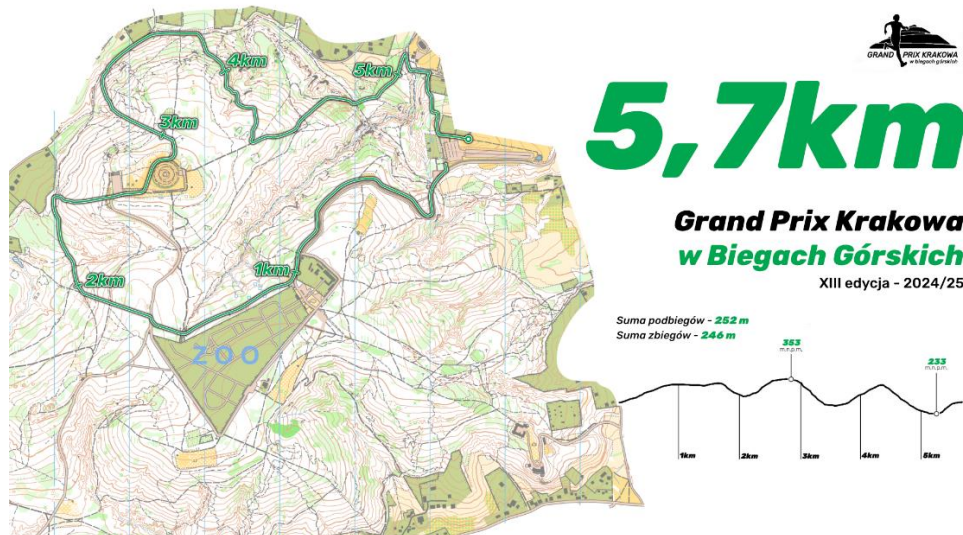 GRAND PRIX KRAKOWA
w biegach górskich
5,7km
Grand Prix Krakowa
w Biegach Górskich
XIII edycja - 2024/25
4km
5km
3km
1km
2km
ZOO
Suma podbiegów - 252 m
Suma zbiegów - 246 m
353
m.n.p.m.
233
m.n.p.m.
1km
2km
3km
4km
5km